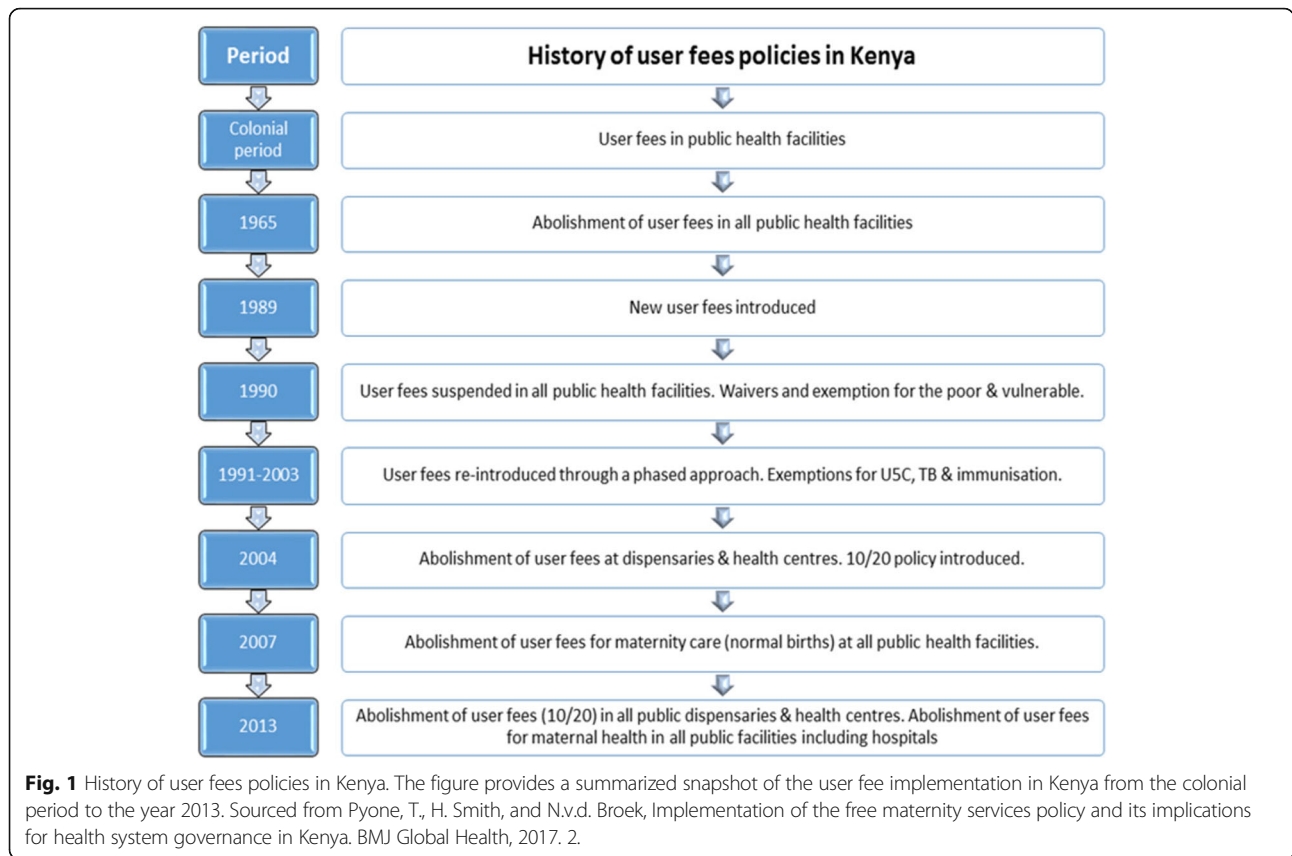 Period
History of user fees policies in Kenya
Colonial
period
User fees in public health facilities
1965
Abolishment of user fees in all public health facilities
1989
New user fees introduced
1990
User fees suspended in all public health facilities. Waivers and exemption for the poor & vulnerable.
1991-2003
User fees re-introduced through a phased approach. Exemptions for U5C, TB & immunisation.
2004
Abolishment of user fees at dispensaries & health centres. 10/20 policy introduced.
2007
Abolishment of user fees for maternity care (normal births) at all public health facilities.
2013
Abolishment of user fees (10/20) in all public dispensaries & health centres. Abolishment of user fees
for maternal health in all public facilities including hospitals
Fig. 1 History of user fees policies in Kenya. The figure provides a summarized snapshot of the user fee implementation in Kenya from the colonial
period to the year 2013. Sourced from Pyone, T., H. Smith, and N.v.d. Broek, Implementation of the free maternity services policy and its implications
for health system governance in Kenya. BMJ Global Health, 2017. 2.